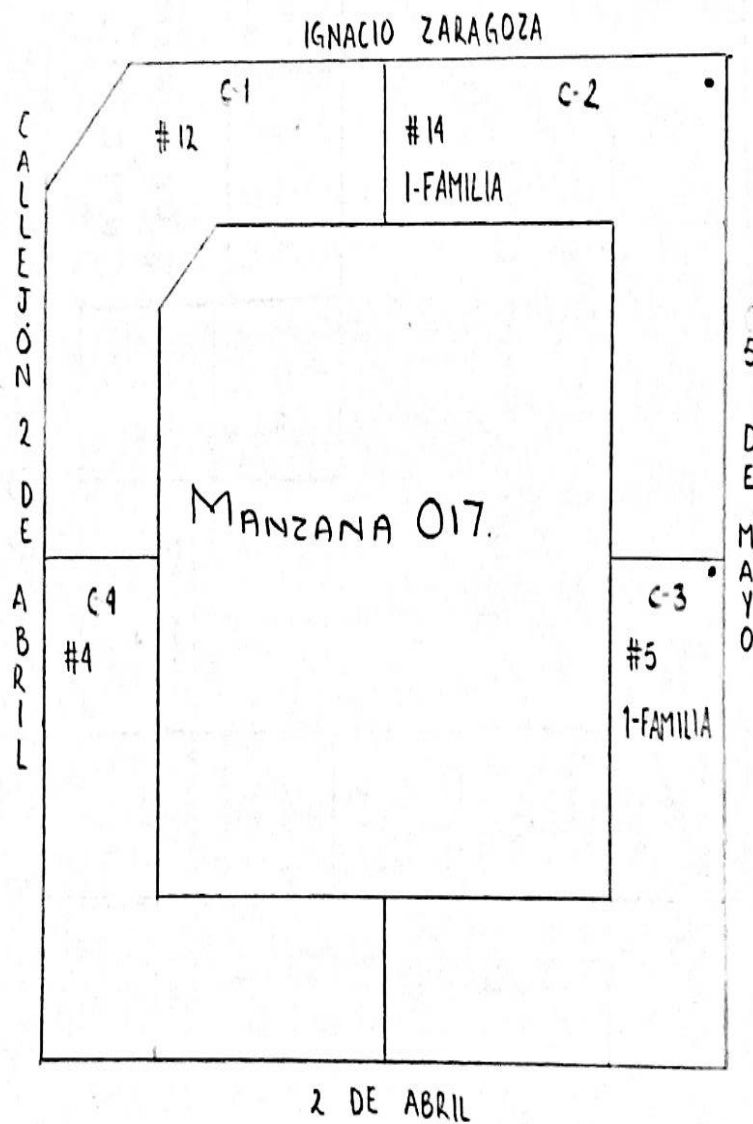 IGNACIO ZARAGOZA
C-1
#12
C-2
#14
1-FAMILIA
CALLEJÓN 2 DE ABRIL
5 DE MAYO
MANZANA 017.
C-4
#4
C-3
#5
1-FAMILIA
2 DE ABRIL